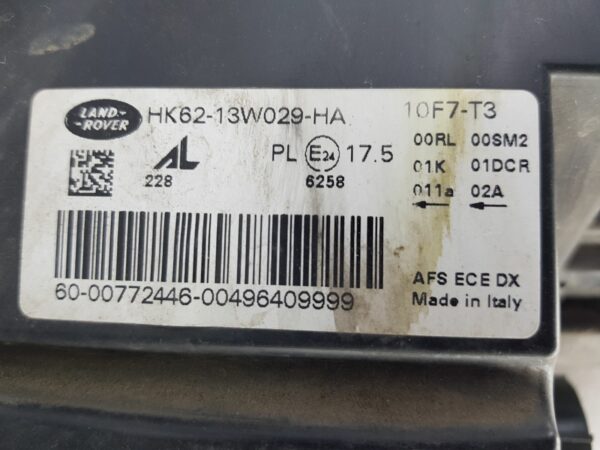 LAND-
-ROVER
HK62-13W029-HA
10F7-T3
AL
228
PL E24 17.5
6258
00RL 00SM2
01K 01DCR
011a 02A
60-00772446-00496409999
AFS ECE DX
Made in Italy